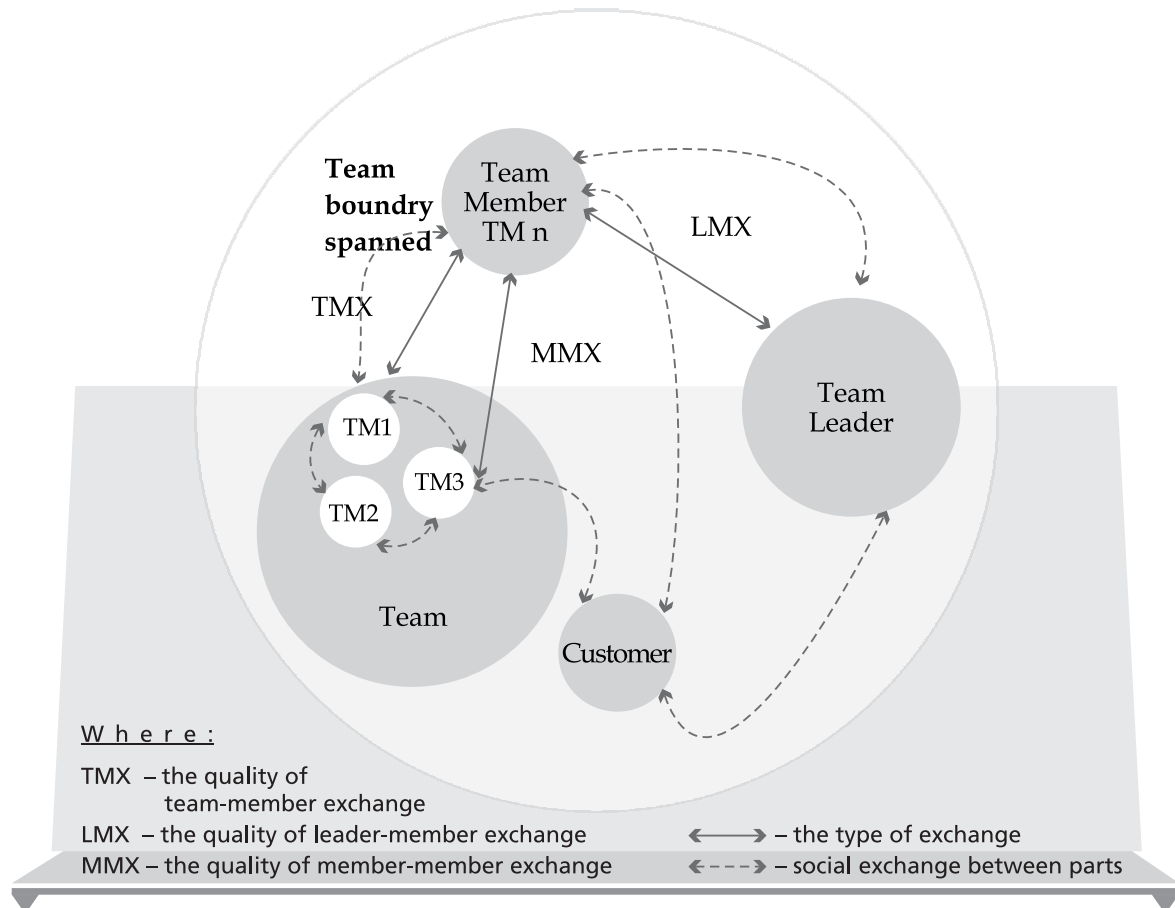 Team
boundry
spanned
Team
Member
TM n
LMX
TMX
MMX
Team
Leader
TM1
TM3
TM2
Team
Customer
W h e r e :
TMX – the quality of
team-member exchange
LMX – the quality of leader-member exchange
– the type of exchange
MMX – the quality of member-member exchange
– social exchange between parts